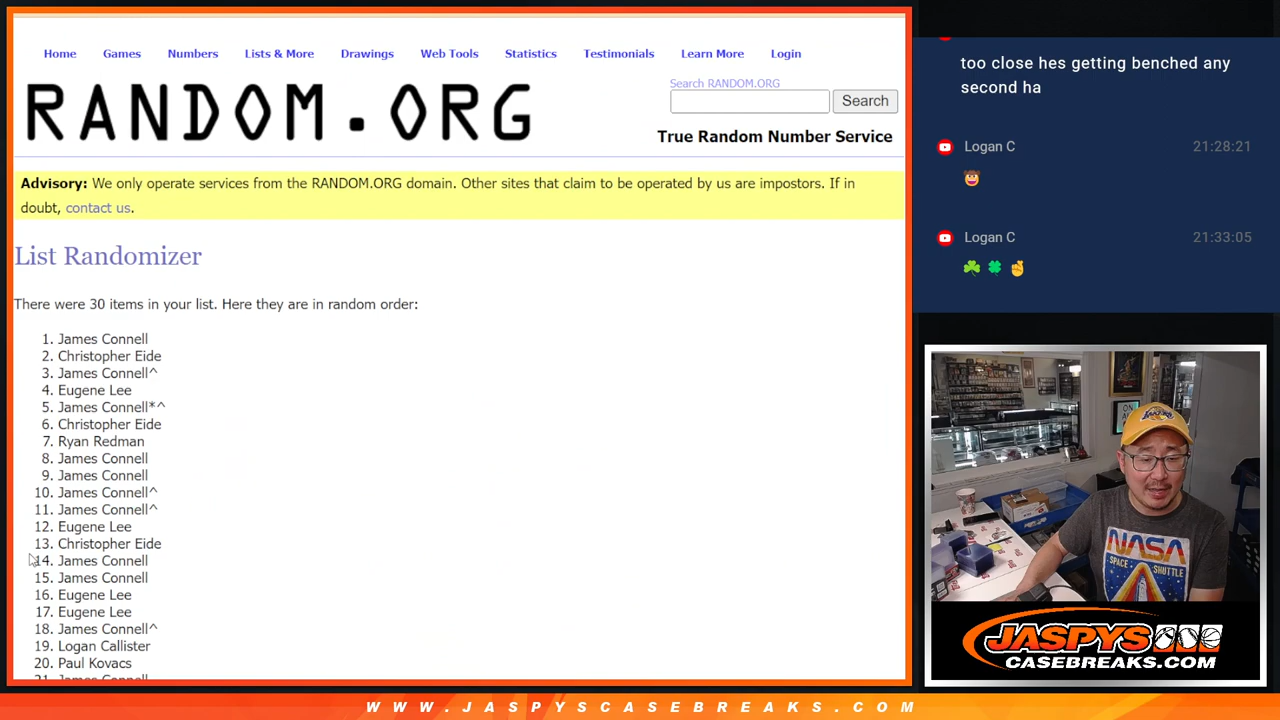 Home Games Numbers Lists & More Drawings Web Tools Statistics Testimonials Learn More Login
RANDOM.ORG
Search RANDOM.ORG
Search
True Random Number Service
Advisory: We only operate services from the RANDOM.ORG domain. Other sites that claim to be operated by us are impostors. If in
doubt, contact us.
List Randomizer
There were 30 items in your list. Here they are in random order:
1. James Connell
2. Christopher Eide
3. James Connell^
4. Eugene Lee
5. James Connell*^
6. Christopher Eide
7. Ryan Redman
8. James Connell
9. James Connell
10. James Connell^
11. James Connell^
12. Eugene Lee
13. Christopher Eide
14. James Connell
15. James Connell
16. Eugene Lee
17. Eugene Lee
18. James Connell^
19. Logan Callister
20. Paul Kovacs
21. James Connell
too close hes getting benched any
second ha
Logan C 21:28:21
🤠
Logan C 21:33:05
☘️ 🍀 🤞
NASA
SPACE SHUTTLE
JASPYS
CASEBREAKS.COM
WWW.JASPYSCASEBREAKS.COM